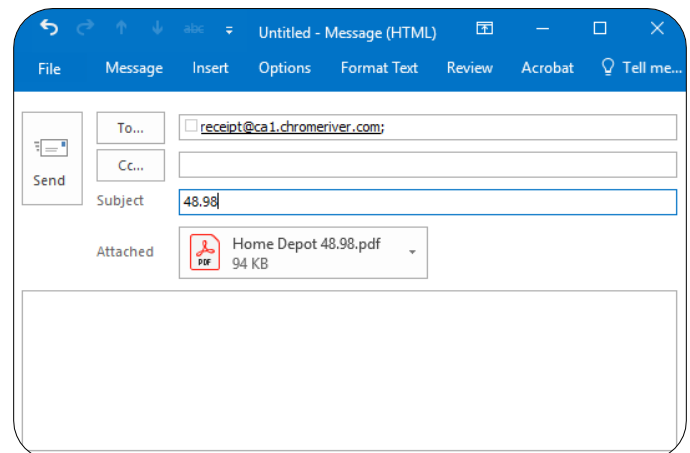 abc Untitled - Message (HTML)
File Message Insert Options Format Text Review Acrobat Tell me...
To... receipt@ca1.chromeriver.com;
Cc...
Send
Subject 48.98
Attached Home Depot 48.98.pdf
PDF 94 KB